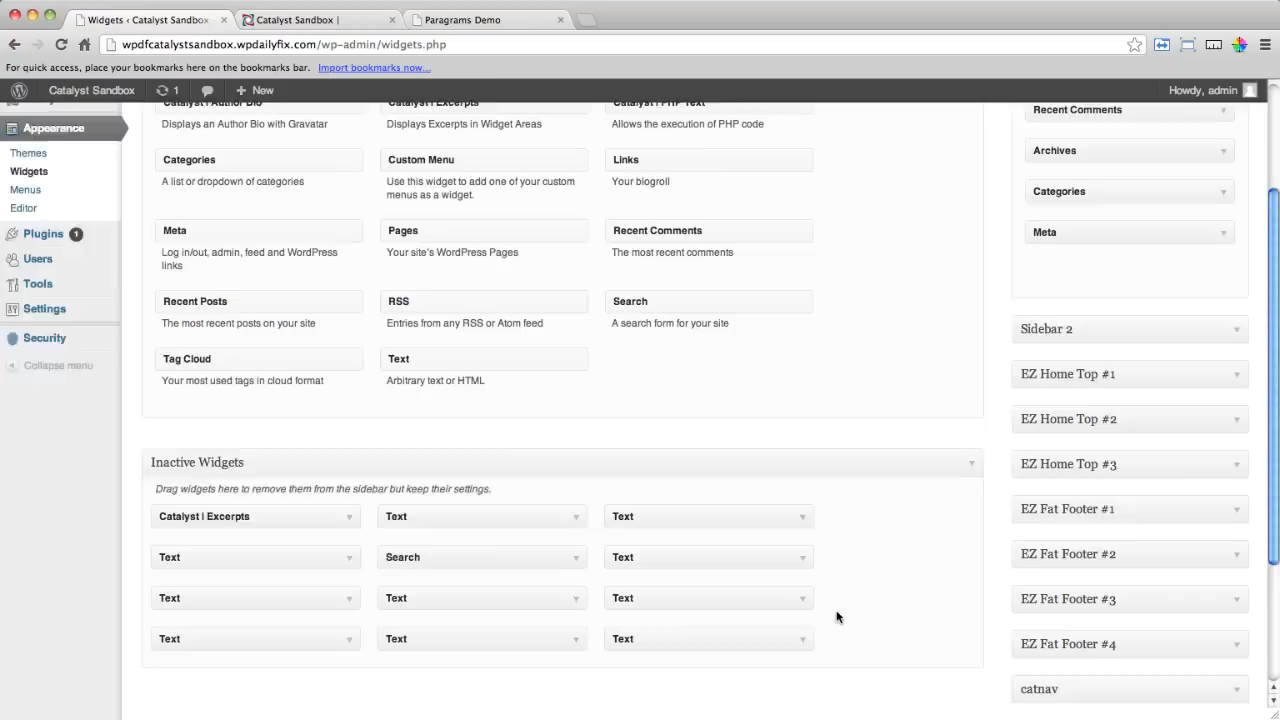 Widgets ‹ Catalyst Sandbox
Catalyst Sandbox |
Paragrams Demo
wpdfcatalystsandbox.wpdailyfix.com/wp-admin/widgets.php
For quick access, place your bookmarks here on the bookmarks bar. Import bookmarks now...
Catalyst Sandbox
1
+ New
Howdy, admin
Appearance
Themes
Widgets
Menus
Editor
Plugins 1
Users
Tools
Settings
Security
Collapse menu
Catalyst | Author Bio
Catalyst | Excerpts
Catalyst | PHP Text
Displays an Author Bio with Gravatar
Displays Excerpts in Widget Areas
Allows the execution of PHP code
Categories
Custom Menu
Links
A list or dropdown of categories
Use this widget to add one of your custom
menus as a widget.
Your blogroll
Meta
Pages
Recent Comments
Log in/out, admin, feed and WordPress
links
Your site's WordPress Pages
The most recent comments
Recent Posts
RSS
Search
The most recent posts on your site
Entries from any RSS or Atom feed
A search form for your site
Tag Cloud
Text
Your most used tags in cloud format
Arbitrary text or HTML
Inactive Widgets
Drag widgets here to remove them from the sidebar but keep their settings.
Catalyst | Excerpts
Text
Text
Text
Search
Text
Text
Text
Text
Text
Text
Text
Recent Comments
Archives
Categories
Meta
Sidebar 2
EZ Home Top #1
EZ Home Top #2
EZ Home Top #3
EZ Fat Footer #1
EZ Fat Footer #2
EZ Fat Footer #3
EZ Fat Footer #4
catnav